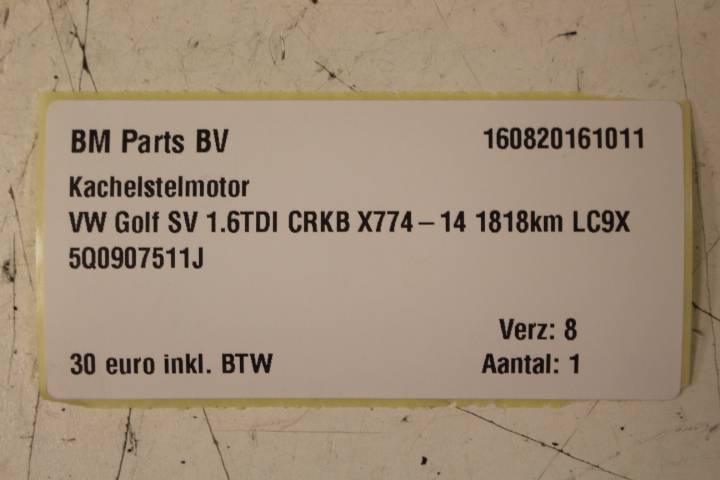 BM Parts BV 160820161011
Kachelstelmotor
VW Golf SV 1.6TDI CRKB X774 – 14 1818km LC9X
5Q0907511J
Verz: 8
30 euro inkl. BTW Aantal: 1